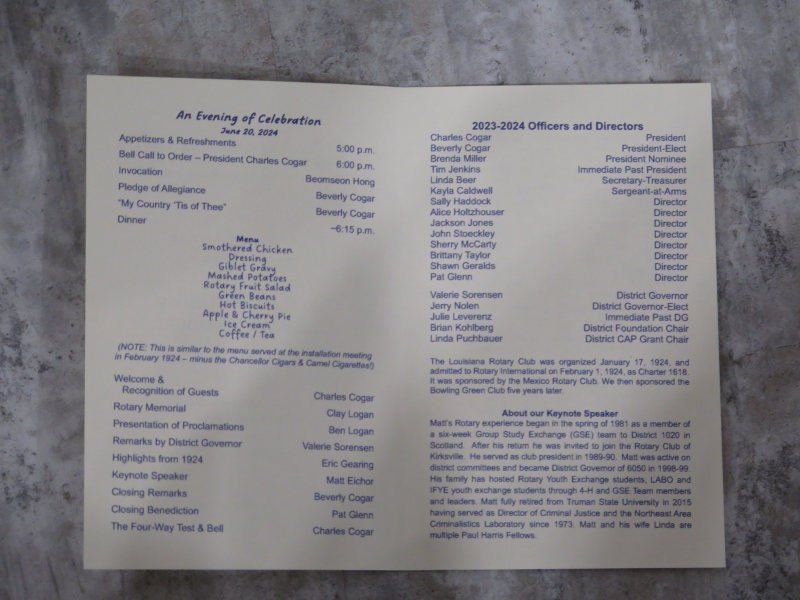 An Evening of Celebration
June 20, 2024
Appetizers & Refreshments 5:00 p.m.
Bell Call to Order – President Charles Cogar 6:00 p.m.
Invocation Beomseon Hong
Pledge of Allegiance Beverly Cogar
"My Country 'Tis of Thee" Beverly Cogar
Dinner ~6:15 p.m.
Menu
Smothered Chicken
Dressing
Giblet Gravy
Mashed Potatoes
Rotary Fruit Salad
Green Beans
Hot Biscuits
Apple & Cherry Pie
Ice Cream
Coffee / Tea
(NOTE: This is similar to the menu served at the installation meeting
in February 1924 – minus the Chancellor Cigars & Camel Cigarettes!)
Welcome &
Recognition of Guests Charles Cogar
Rotary Memorial Clay Logan
Presentation of Proclamations Ben Logan
Remarks by District Governor Valerie Sorensen
Highlights from 1924 Eric Gearing
Keynote Speaker Matt Eichor
Closing Remarks Beverly Cogar
Closing Benediction Pat Glenn
The Four-Way Test & Bell Charles Cogar
2023-2024 Officers and Directors
Charles Cogar President
Beverly Cogar President-Elect
Brenda Miller President Nominee
Tim Jenkins Immediate Past President
Linda Beer Secretary-Treasurer
Kayla Caldwell Sergeant-at-Arms
Sally Haddock Director
Alice Holtzhouser Director
Jackson Jones Director
John Stoeckley Director
Sherry McCarty Director
Brittany Taylor Director
Shawn Geralds Director
Pat Glenn Director
Valerie Sorensen District Governor
Jerry Nolen District Governor-Elect
Julie Leverenz Immediate Past DG
Brian Kohlberg District Foundation Chair
Linda Puchbauer District CAP Grant Chair
The Louisiana Rotary Club was organized January 17, 1924, and
admitted to Rotary International on February 1, 1924, as Charter 1618.
It was sponsored by the Mexico Rotary Club. We then sponsored the
Bowling Green Club five years later.
About our Keynote Speaker
Matt's Rotary experience began in the spring of 1981 as a member of
a six-week Group Study Exchange (GSE) team to District 1020 in
Scotland. After his return he was invited to join the Rotary Club of
Kirksville. He served as club president in 1989-90. Matt was active on
district committees and became District Governor of 6050 in 1998-99.
His family has hosted Rotary Youth Exchange students, LABO and
IFYE youth exchange students through 4-H and GSE Team members
and leaders. Matt fully retired from Truman State University in 2015
having served as Director of Criminal Justice and the Northeast Area
Criminalistics Laboratory since 1973. Matt and his wife Linda are
multiple Paul Harris Fellows.